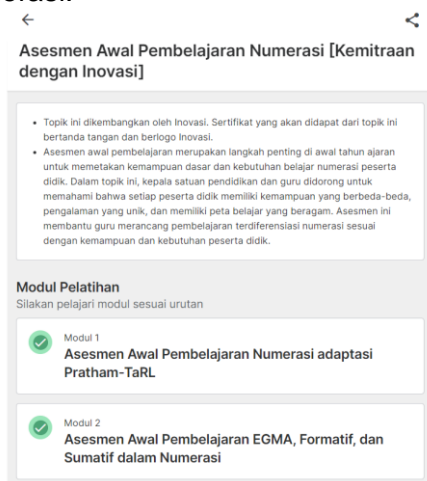 Asesmen Awal Pembelajaran Numerasi [Kemitraan
dengan Inovasi]
• Topik ini dikembangkan oleh Inovasi. Sertifikat yang akan didapat dari topik ini
bertanda tangan dan berlogo Inovasi.
• Asesmen awal pembelajaran merupakan langkah penting di awal tahun ajaran
untuk memetakan kemampuan dasar dan kebutuhan belajar numerasi peserta
didik. Dalam topik ini, kepala satuan pendidikan dan guru didorong untuk
memahami bahwa setiap peserta didik memiliki kemampuan yang berbeda-beda,
pengalaman yang unik, dan memiliki peta belajar yang beragam. Asesmen ini
membantu guru merancang pembelajaran terdiferensiasi numerasi sesuai
dengan kemampuan dan kebutuhan peserta didik.
Modul Pelatihan
Silakan pelajari modul sesuai urutan
Modul 1
Asesmen Awal Pembelajaran Numerasi adaptasi
Pratham-TaRL
Modul 2
Asesmen Awal Pembelajaran EGMA, Formatif, dan
Sumatif dalam Numerasi